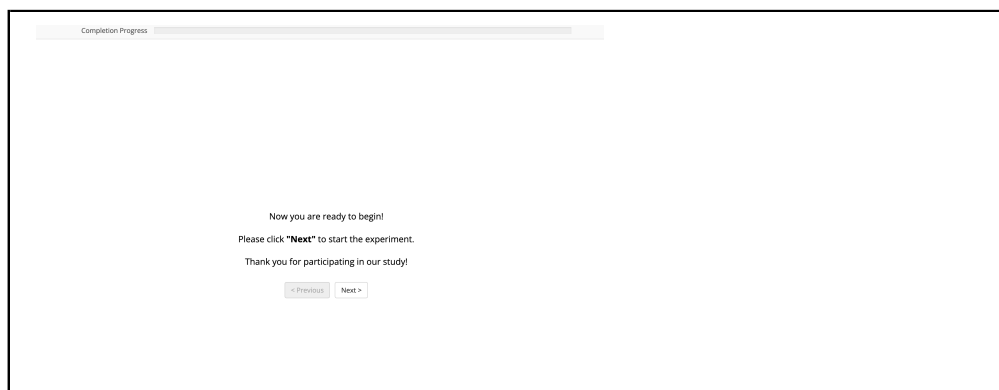 Completion Progress
Now you are ready to begin!
Please click "Next" to start the experiment.
Thank you for participating in our study!
< Previous Next >